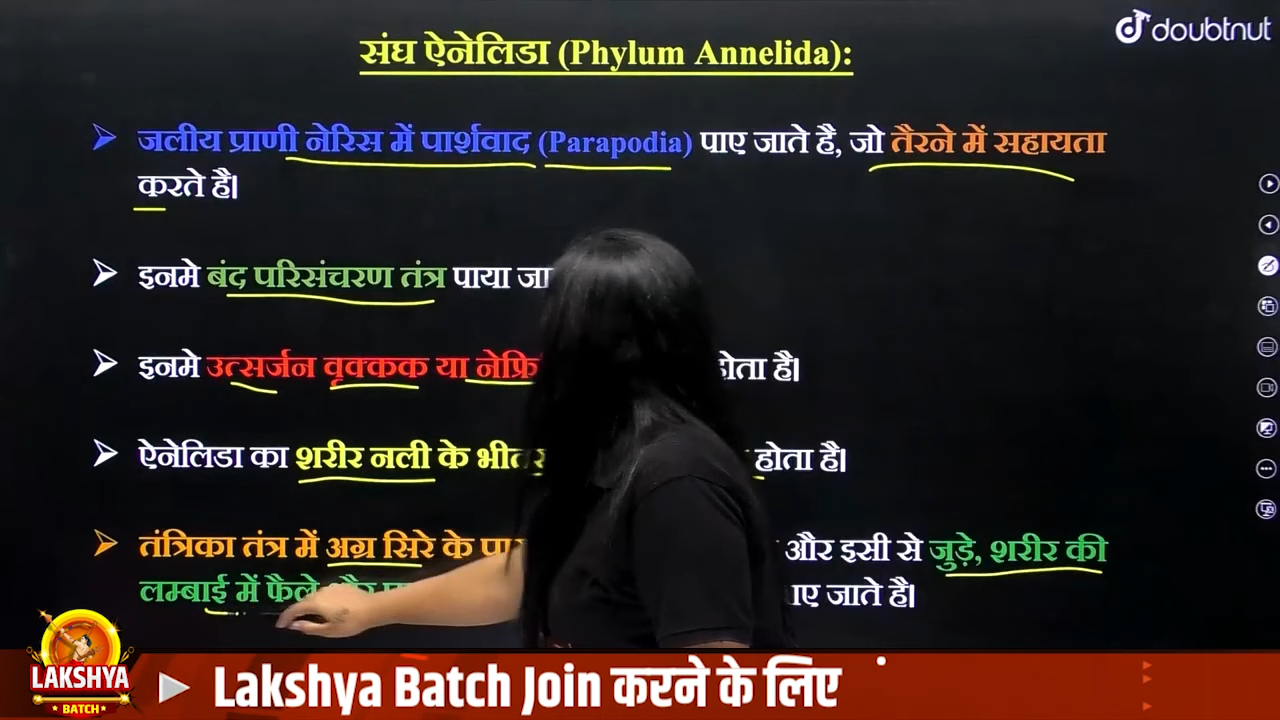 doubtnut
संघ ऐनेलिडा (Phylum Annelida):
➢ जलीय प्राणी नेरिस में पार्शवाद (Parapodia) पाए जाते है, जो तैरने में सहायता
करते है।
➢ इनमे बंद परिसंचरण तंत्र पाया
➢ इनमे उत्सर्जन वृक्कक या होता है।
➢ ऐनेलिडा का शरीर नली के होता है।
➢ तंत्रिका तंत्र में अग्र सिरे के और इसी से जुड़े, शरीर की
लम्बाई में फैले जाते है।
LAKSHYA
BATCH
Lakshya Batch Join करने के लिए